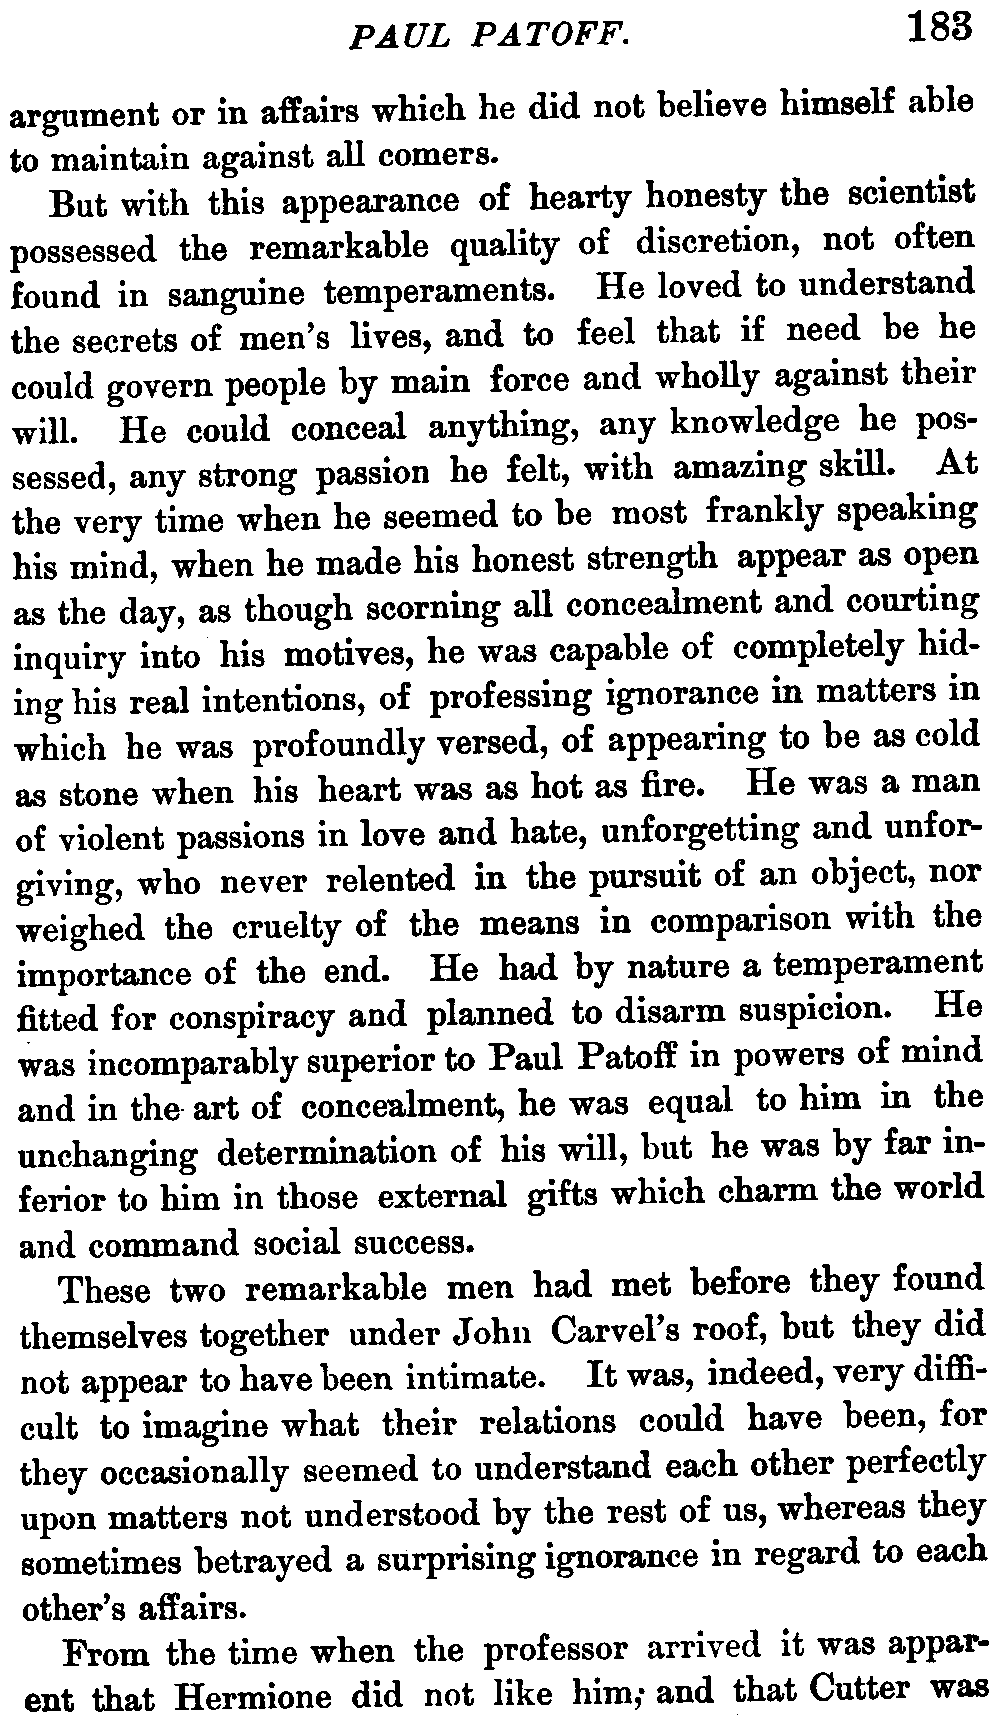 PAUL PATOFF. 183
argument or in affairs which he did not believe himself able
to maintain against all comers.
But with this appearance of hearty honesty the scientist
possessed the remarkable quality of discretion, not often
found in sanguine temperaments. He loved to understand
the secrets of men's lives, and to feel that if need be he
could govern people by main force and wholly against their
will. He could conceal anything, any knowledge he pos-
sessed, any strong passion he felt, with amazing skill. At
the very time when he seemed to be most frankly speaking
his mind, when he made his honest strength appear as open
as the day, as though scorning all concealment and courting
inquiry into his motives, he was capable of completely hid-
ing his real intentions, of professing ignorance in matters in
which he was profoundly versed, of appearing to be as cold
as stone when his heart was as hot as fire. He was a man
of violent passions in love and hate, unforgetting and unfor-
giving, who never relented in the pursuit of an object, nor
weighed the cruelty of the means in comparison with the
importance of the end. He had by nature a temperament
fitted for conspiracy and planned to disarm suspicion. He
was incomparably superior to Paul Patoff in powers of mind
and in the art of concealment, he was equal to him in the
unchanging determination of his will, but he was by far in-
ferior to him in those external gifts which charm the world
and command social success.
These two remarkable men had met before they found
themselves together under John Carvel's roof, but they did
not appear to have been intimate. It was, indeed, very diffi-
cult to imagine what their relations could have been, for
they occasionally seemed to understand each other perfectly
upon matters not understood by the rest of us, whereas they
sometimes betrayed a surprising ignorance in regard to each
other's affairs.
From the time when the professor arrived it was appar-
ent that Hermione did not like him; and that Cutter was